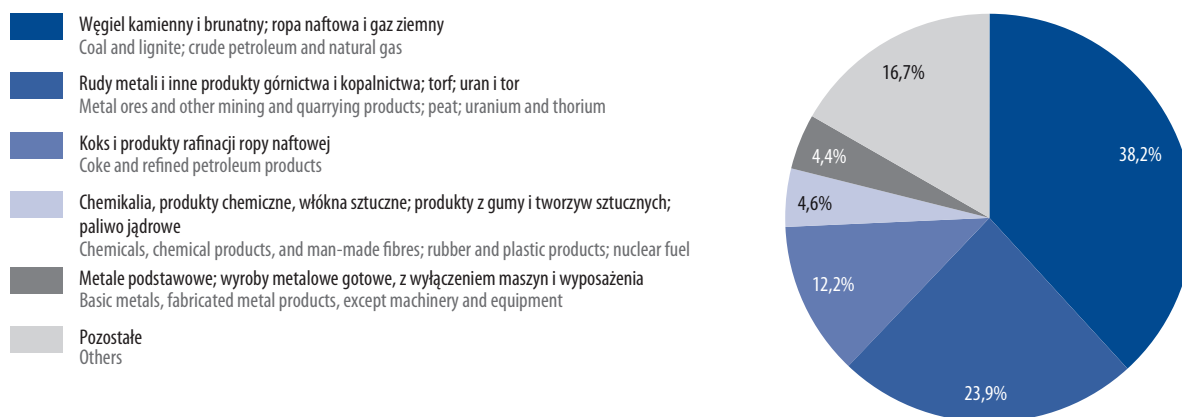 Węgiel kamienny i brunatny; ropa naftowa i gaz ziemny
Coal and lignite; crude petroleum and natural gas
Rudy metali i inne produkty górnictwa i kopalnictwa; torf; uran i tor
Metal ores and other mining and quarrying products; peat; uranium and thorium
Koks i produkty rafinacji ropy naftowej
Coke and refined petroleum products
Chemikalia, produkty chemiczne, włókna sztuczne; produkty z gumy i tworzyw sztucznych;
paliwo jądrowe
Chemicals, chemical products, and man-made fibres; rubber and plastic products; nuclear fuel
Metale podstawowe; wyroby metalowe gotowe, z wyłączeniem maszyn i wyposażenia
Basic metals, fabricated metal products, except machinery and equipment
Pozostałe
Others
16,7%
38,2%
4,4%
4,6%
12,2%
23,9%